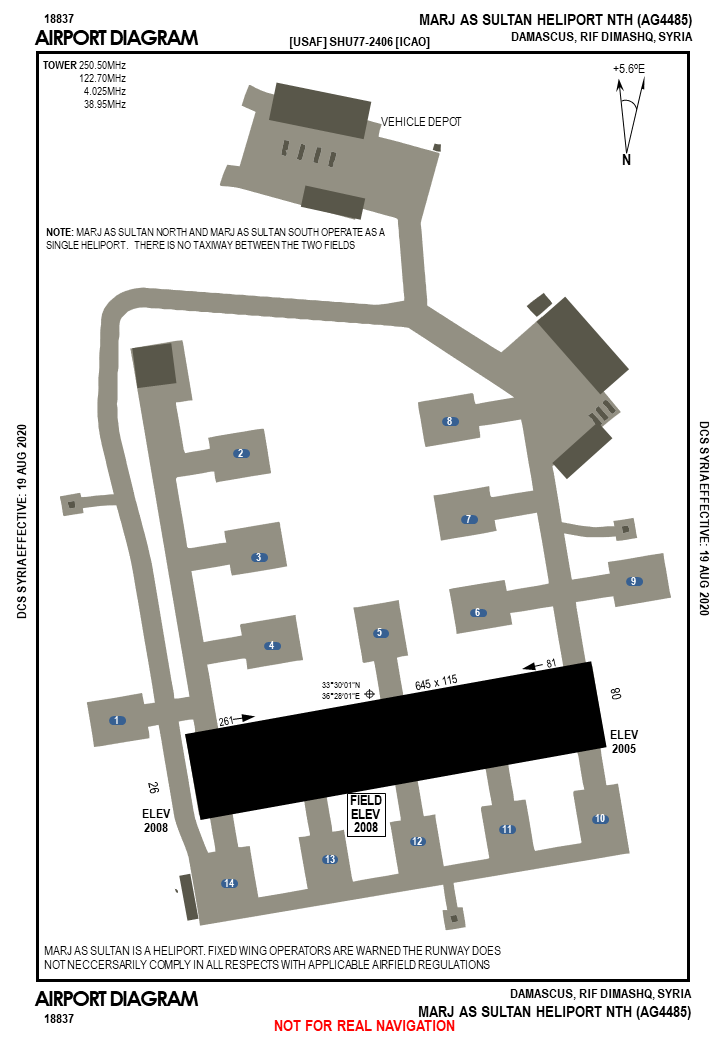 18837
MARJ AS SULTAN HELIPORT NTH (AG4485)
AIRPORT DIAGRAM
[USAF] SHU77-2406 [ICAO]
DAMASCUS, RIF DIMASHQ, SYRIA
TOWER 250.50MHz
122.70MHz
4.025MHz
38.95MHz
+5.6ºE
N
VEHICLE DEPOT
NOTE: MARJ AS SULTAN NORTH AND MARJ AS SULTAN SOUTH OPERATE AS A
SINGLE HELIPORT. THERE IS NO TAXIWAY BETWEEN THE TWO FIELDS
DCS SYRIA EFFECTIVE: 19 AUG 2020
DCS SYRIA EFFECTIVE: 19 AUG 2020
8
2
7
3
9
6
5
4
81
33°30'01"N
36°28'01"E
645 x 115
80
1
261
ELEV
2005
26
ELEV
2008
FIELD
ELEV
2008
10
11
12
13
14
MARJ AS SULTAN IS A HELIPORT. FIXED WING OPERATORS ARE WARNED THE RUNWAY DOES
NOT NECCERSARILY COMPLY IN ALL RESPECTS WITH APPLICABLE AIRFIELD REGULATIONS
AIRPORT DIAGRAM
DAMASCUS, RIF DIMASHQ, SYRIA
18837
MARJ AS SULTAN HELIPORT NTH (AG4485)
NOT FOR REAL NAVIGATION